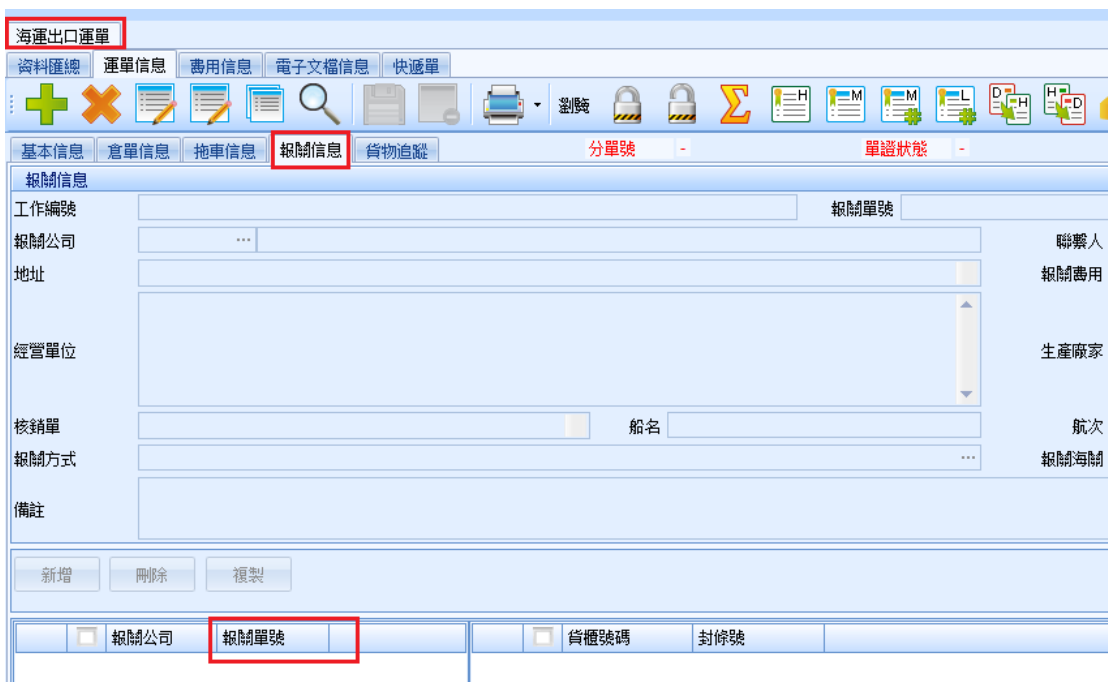 海運出口運單
資料匯總 運單信息 費用信息 電子文檔信息 快遞單
瀏覽 H M M L D H H D
基本信息 倉單信息 拖車信息 報關信息 貨物追蹤 分單號 - 單證狀態 -
報關信息
工作編號 報關單號
報關公司 ... 聯繫人
地址 報關費用
經營單位 生產廠家
核銷單 船名 航次
報關方式 ... 報關海關
備註
新增 刪除 複製
報關公司 報關單號 貨櫃號碼 封條號